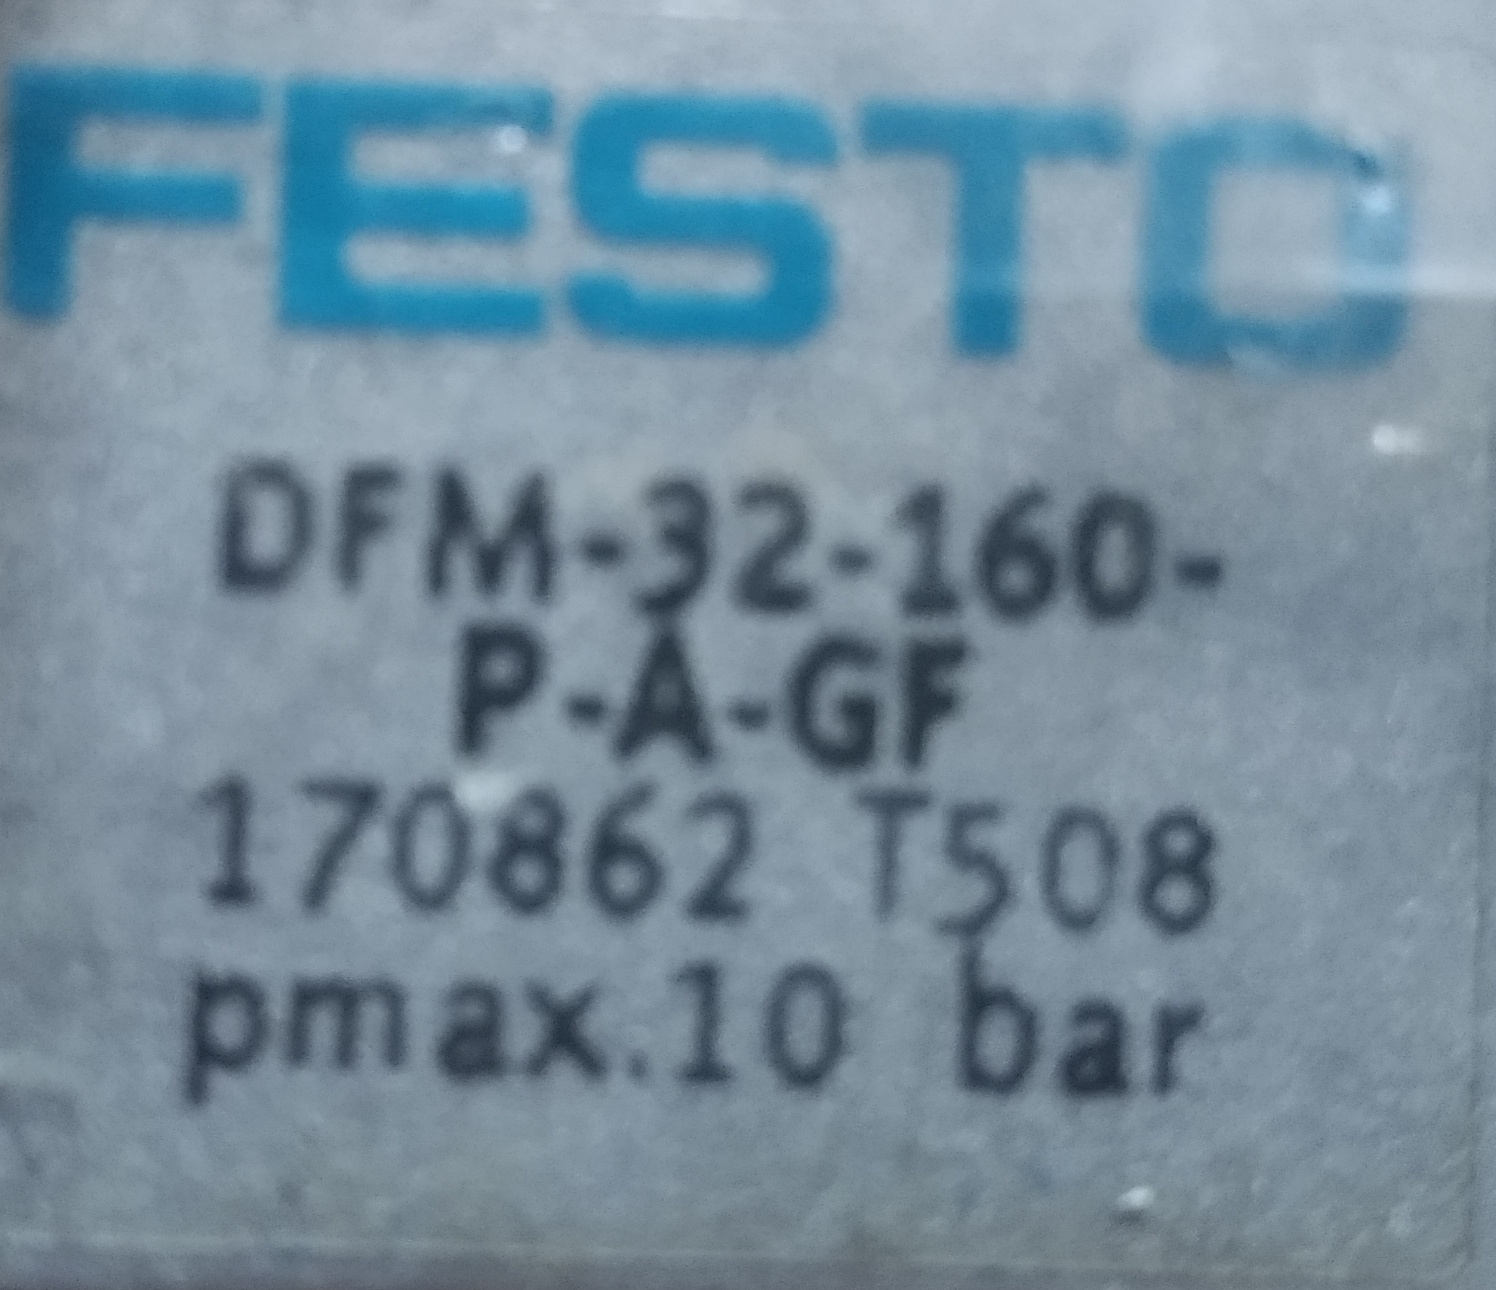 FESTO
DFM-32-160-
P-A-GF
170862 T508
pmax.10 bar